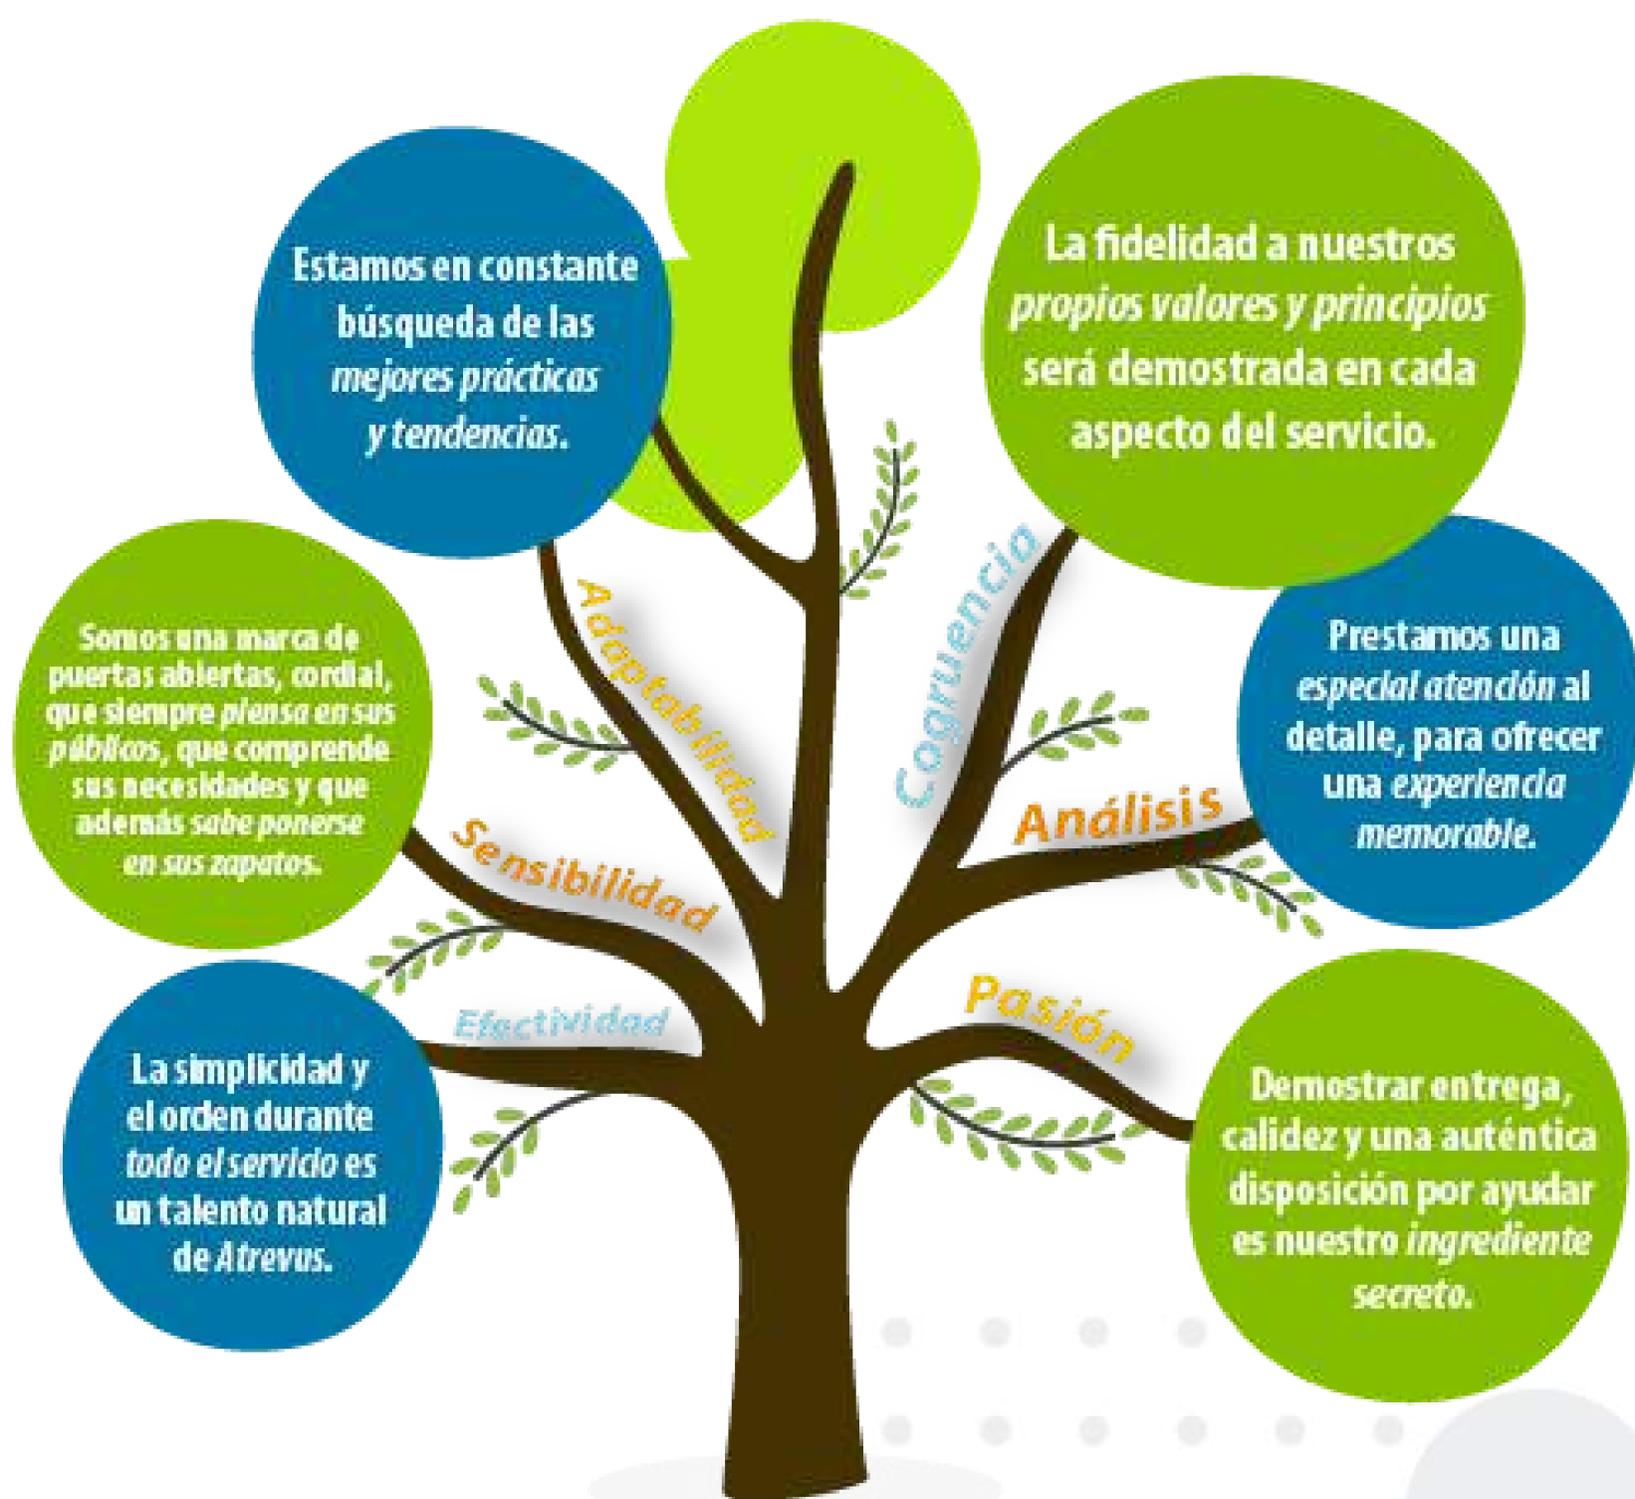 Estamos en constante
búsqueda de las
mejores prácticas
y tendencias.
La fidelidad a nuestros
propios valores y principios
será demostrada en cada
aspecto del servicio.
Adaptabilidad
Cogruencia
Somos una marca de
puertas abiertas, cordial,
que siempre piensa en sus
públicos, que comprende
sus necesidades y que
además sabe ponerse
en sus zapatos.
Sensibilidad
Análisis
Prestamos una
especial atención al
detalle, para ofrecer
una experiencia
memorable.
Efectividad
Pasión
La simplicidad y
el orden durante
todo el servicio es
un talento natural
de Atrevus.
Demostrar entrega,
calidez y una auténtica
disposición por ayudar
es nuestro ingrediente
secreto.